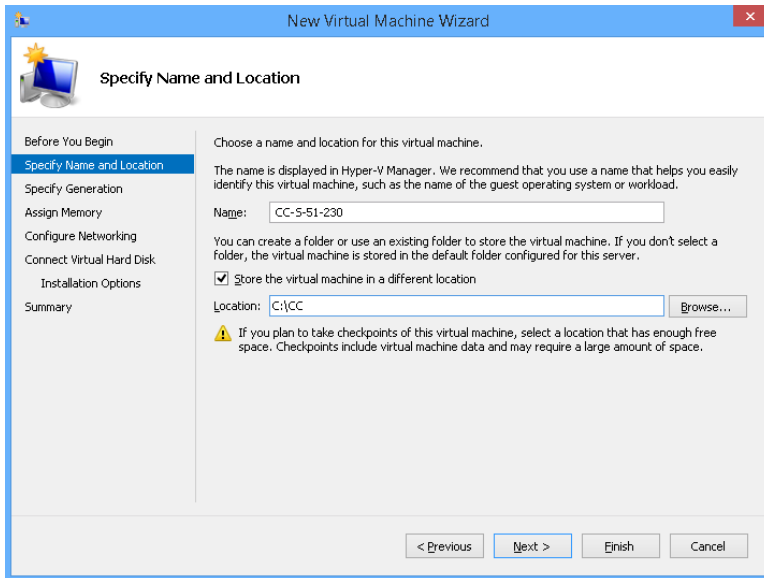 New Virtual Machine Wizard
Specify Name and Location
Before You Begin
Specify Name and Location
Specify Generation
Assign Memory
Configure Networking
Connect Virtual Hard Disk
Installation Options
Summary
Choose a name and location for this virtual machine.
The name is displayed in Hyper-V Manager. We recommend that you use a name that helps you easily
identify this virtual machine, such as the name of the guest operating system or workload.
Name: CC-S-51-230
You can create a folder or use an existing folder to store the virtual machine. If you don't select a
folder, the virtual machine is stored in the default folder configured for this server.
Store the virtual machine in a different location
Location: C:\CC Browse...
If you plan to take checkpoints of this virtual machine, select a location that has enough free
space. Checkpoints include virtual machine data and may require a large amount of space.
< Previous Next > Finish Cancel